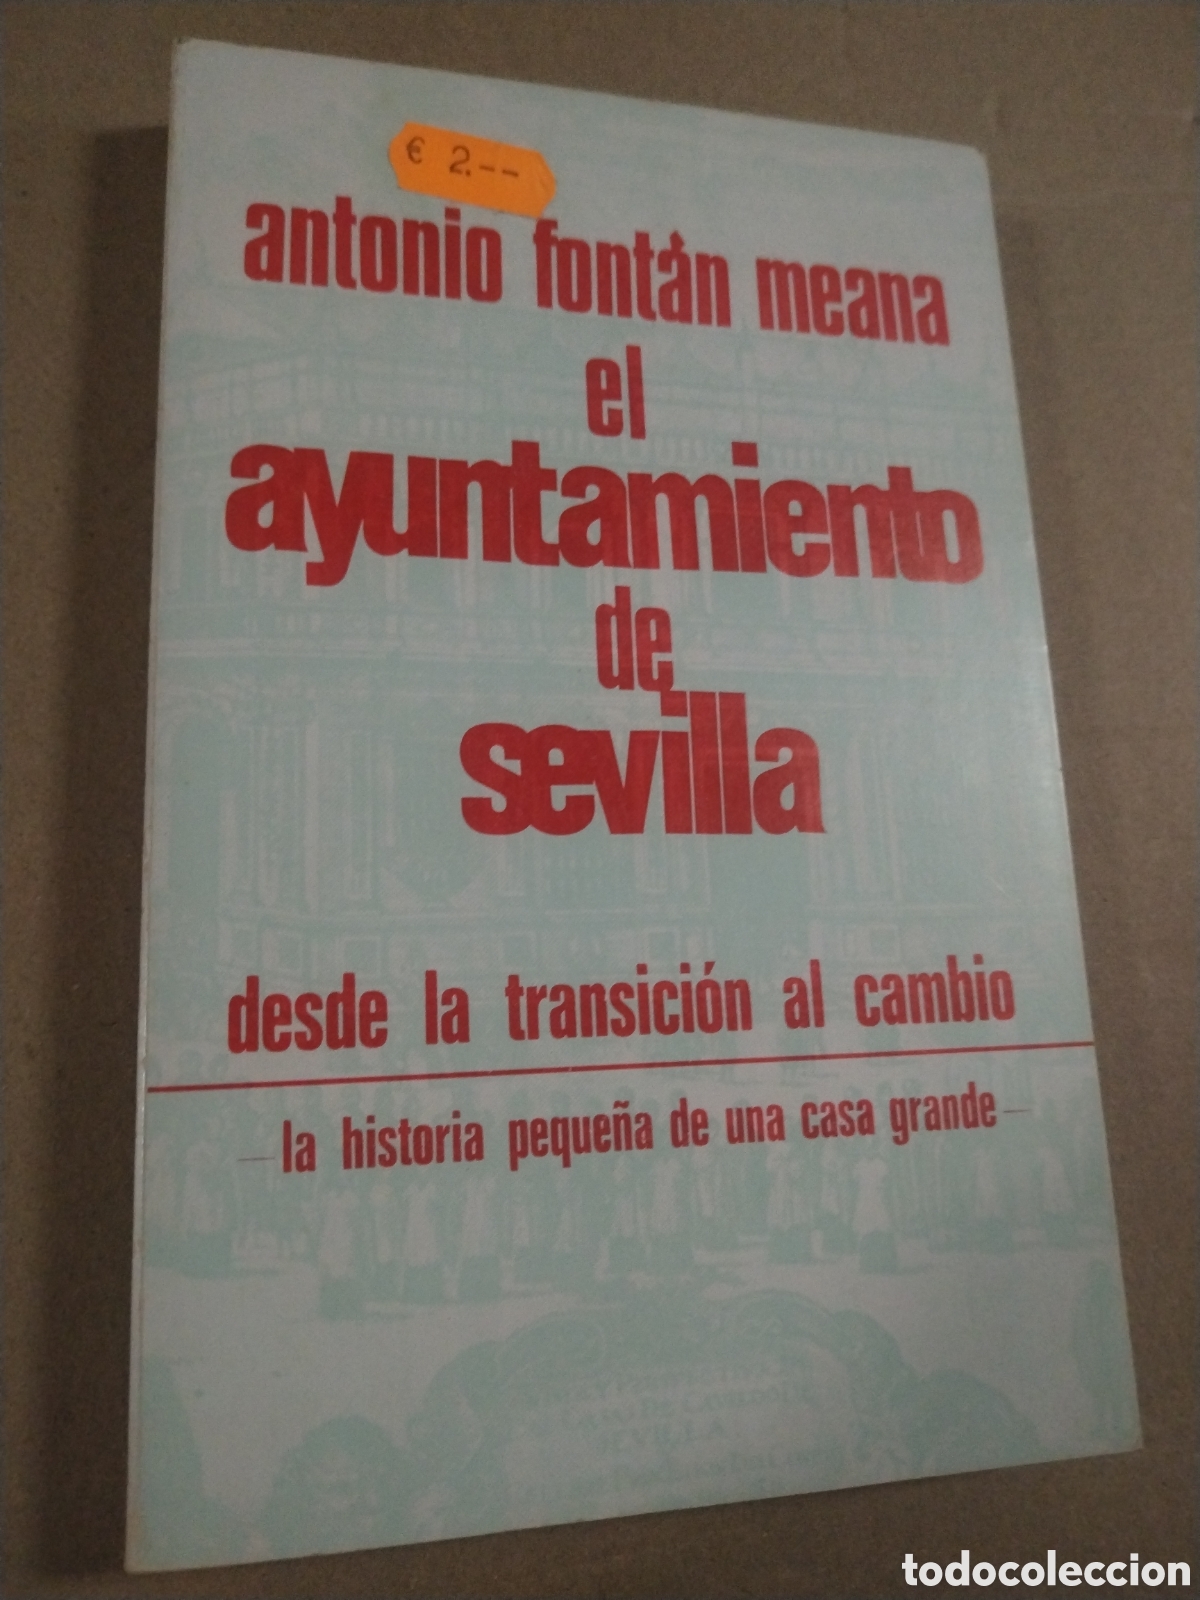 € 2.--
antonio fontán meana
el
ayuntamiento
de
sevilla
desde la transición al cambio
— la historia pequeña de una casa grande —
SEVILLA
todocoleccion